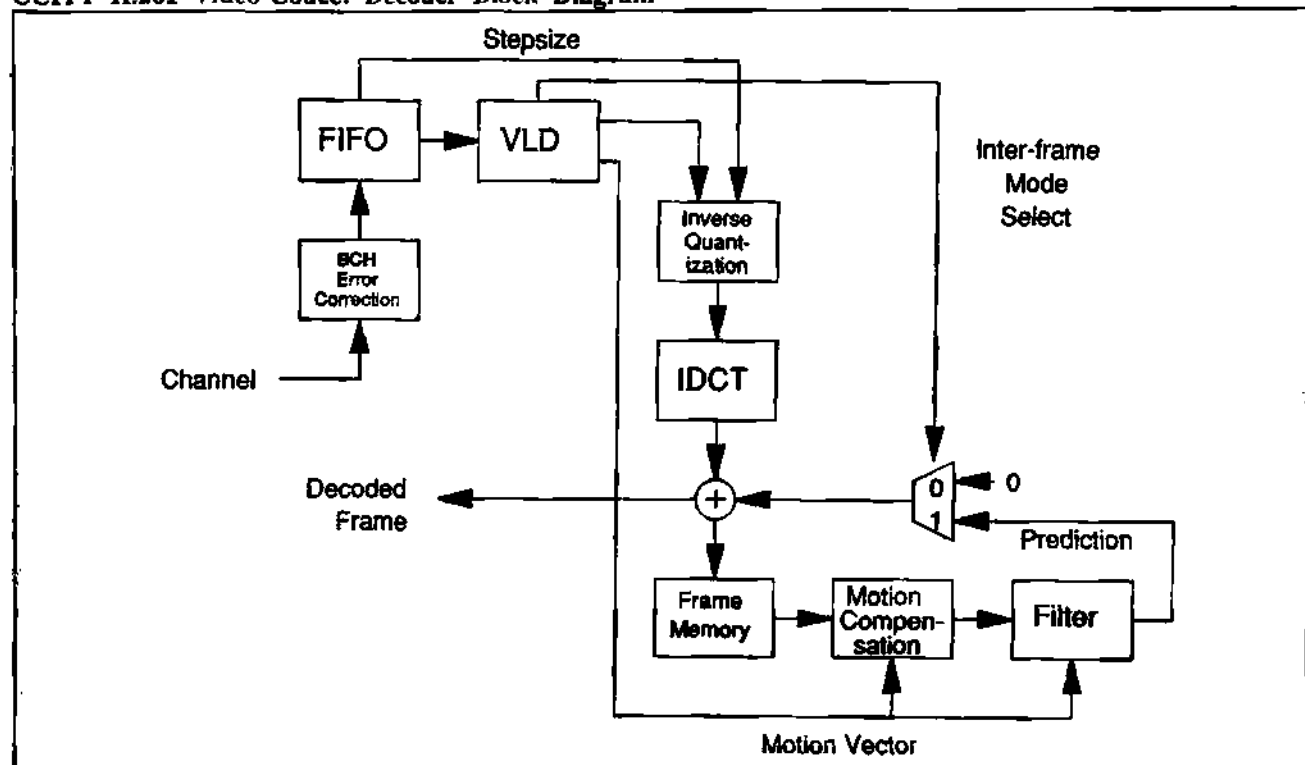 Stepsize
FIFO
VLD
Inter-frame
Mode
Select
Inverse
Quant-
ization
BCH
Error
Correction
IDCT
Channel
Decoded
Frame
0
0
1
+
Prediction
Frame
Memory
Motion
Compen-
sation
Filter
Motion Vector